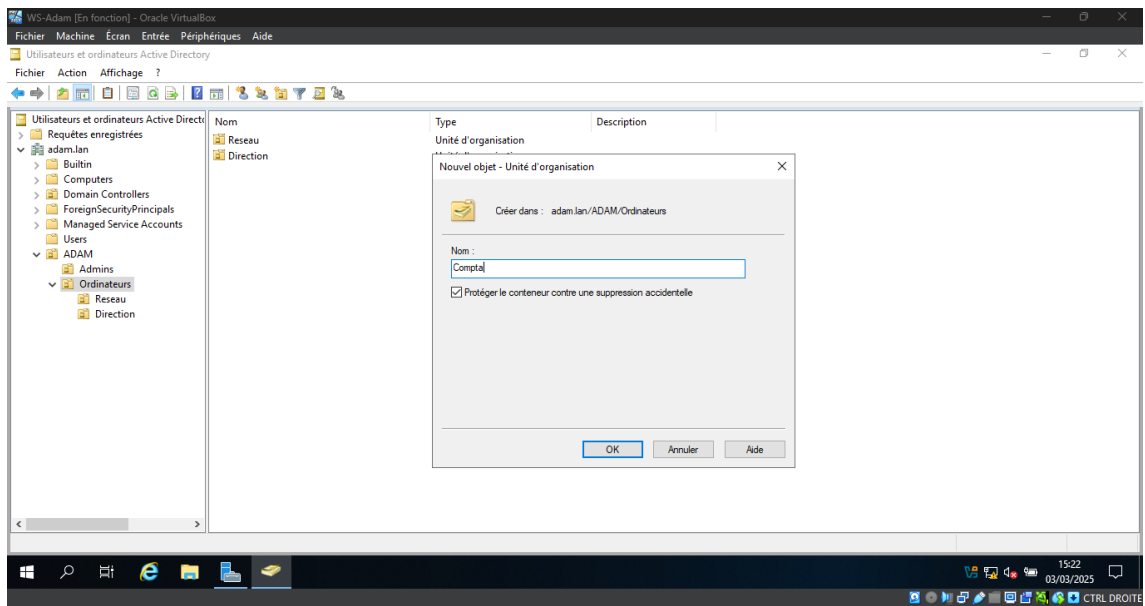 WS-Adam [En fonction] - Oracle VirtualBox
Fichier Machine Écran Entrée Périphériques Aide
Utilisateurs et ordinateurs Active Directory
Fichier Action Affichage ?
Utilisateurs et ordinateurs Active Directo
Requêtes enregistrées
adam.lan
Builtin
Computers
Domain Controllers
ForeignSecurityPrincipals
Managed Service Accounts
Users
ADAM
Admins
Ordinateurs
Reseau
Direction
Nom Type Description
Reseau Unité d'organisation
Direction
Nouvel objet - Unité d'organisation
Créer dans : adam.lan/ADAM/Ordinateurs
Nom :
Compta
Protéger le conteneur contre une suppression accidentelle
OK Annuler Aide
15:22
03/03/2025
CTRL DROITE